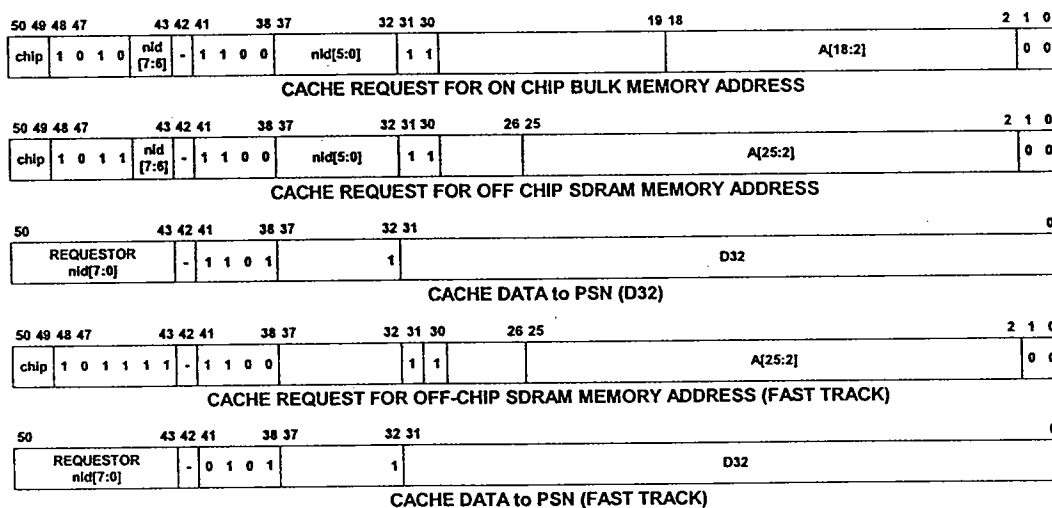 50 49 48 47 43 42 41 38 37 32 31 30 19 18 2 1 0
chip 1 0 1 0 nid [7:6] - 1 1 0 0 nid[5:0] 1 1 A[18:2] 0 0
CACHE REQUEST FOR ON CHIP BULK MEMORY ADDRESS
50 49 48 47 43 42 41 38 37 32 31 30 26 25 2 1 0
chip 1 0 1 1 nid [7:6] - 1 1 0 0 nid[5:0] 1 1 A[25:2] 0 0
CACHE REQUEST FOR OFF CHIP SDRAM MEMORY ADDRESS
50 43 42 41 38 37 32 31 0
REQUESTOR nid[7:0] - 1 1 0 1 1 D32
CACHE DATA to PSN (D32)
50 49 48 47 43 42 41 38 37 32 31 30 26 25 2 1 0
chip 1 0 1 1 1 1 - 1 1 0 0 1 1 A[25:2] 0 0
CACHE REQUEST FOR OFF-CHIP SDRAM MEMORY ADDRESS (FAST TRACK)
50 43 42 41 38 37 32 31 0
REQUESTOR nid[7:0] - 0 1 0 1 1 D32
CACHE DATA to PSN (FAST TRACK)